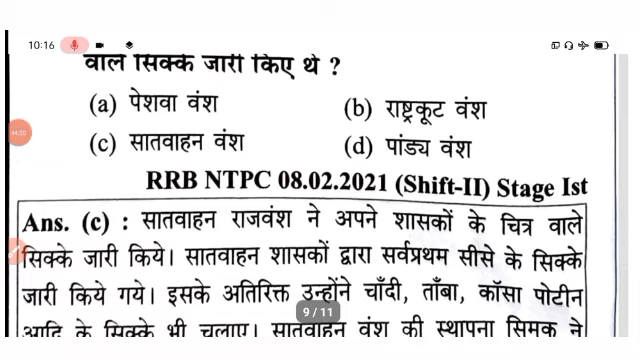 10:16
वाले सिक्के जारी किए थे ?
(a) पेशवा वंश (b) राष्ट्रकूट वंश
(c) सातवाहन वंश (d) पांड्य वंश
RRB NTPC 08.02.2021 (Shift-II) Stage Ist
Ans. (c) : सातवाहन राजवंश ने अपने शासकों के चित्र वाले
सिक्के जारी किये। सातवाहन शासकों द्वारा सर्वप्रथम सीसे के सिक्के
जारी किये गये। इसके अतिरिक्त उन्होंने चाँदी, ताँबा, काँसा पोटीन
9 / 11
आदि के सिक्के भी चलाए। सातवाहन वंश की स्थापना सिमुक ने